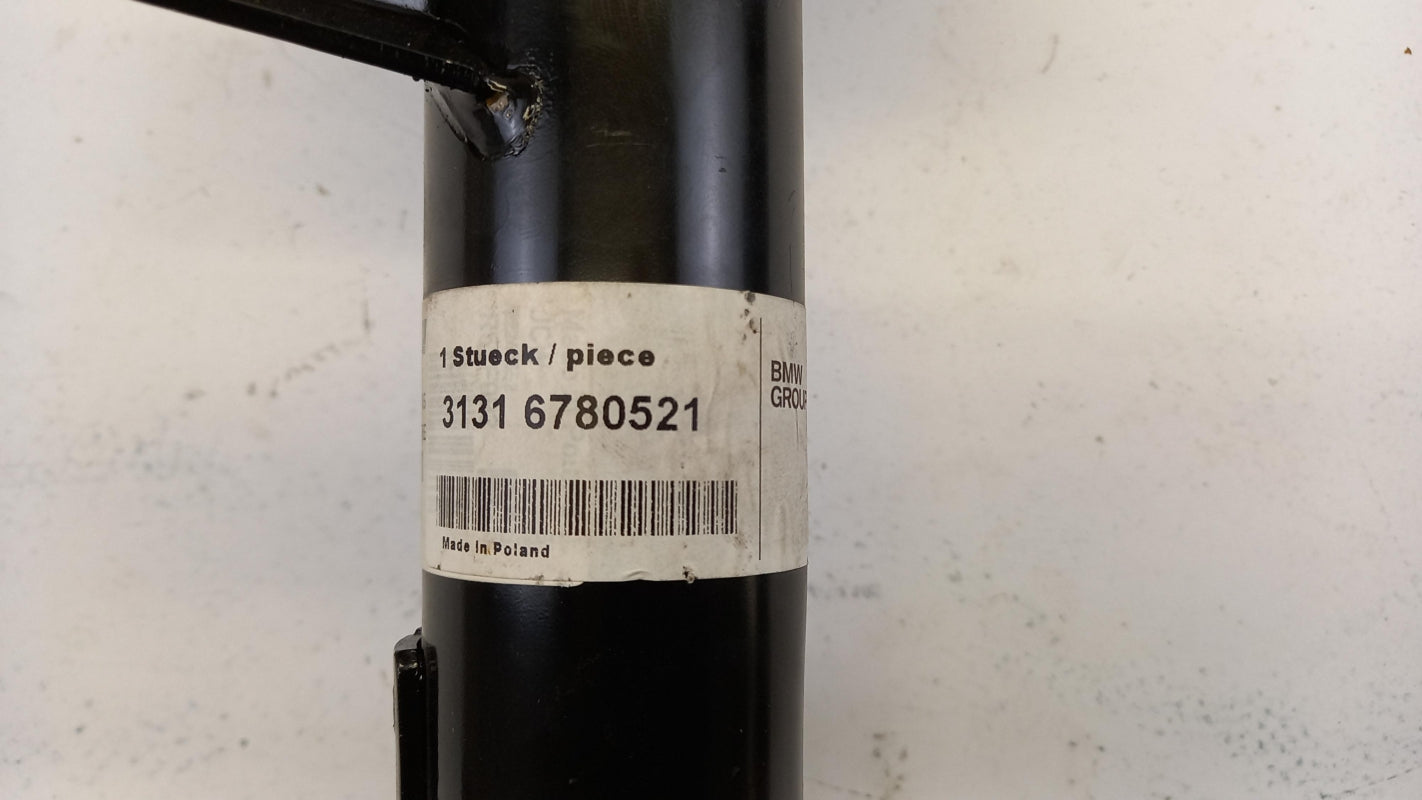 1 Stueck / piece
3131 6780521
Made In Poland
BMW
GROUP